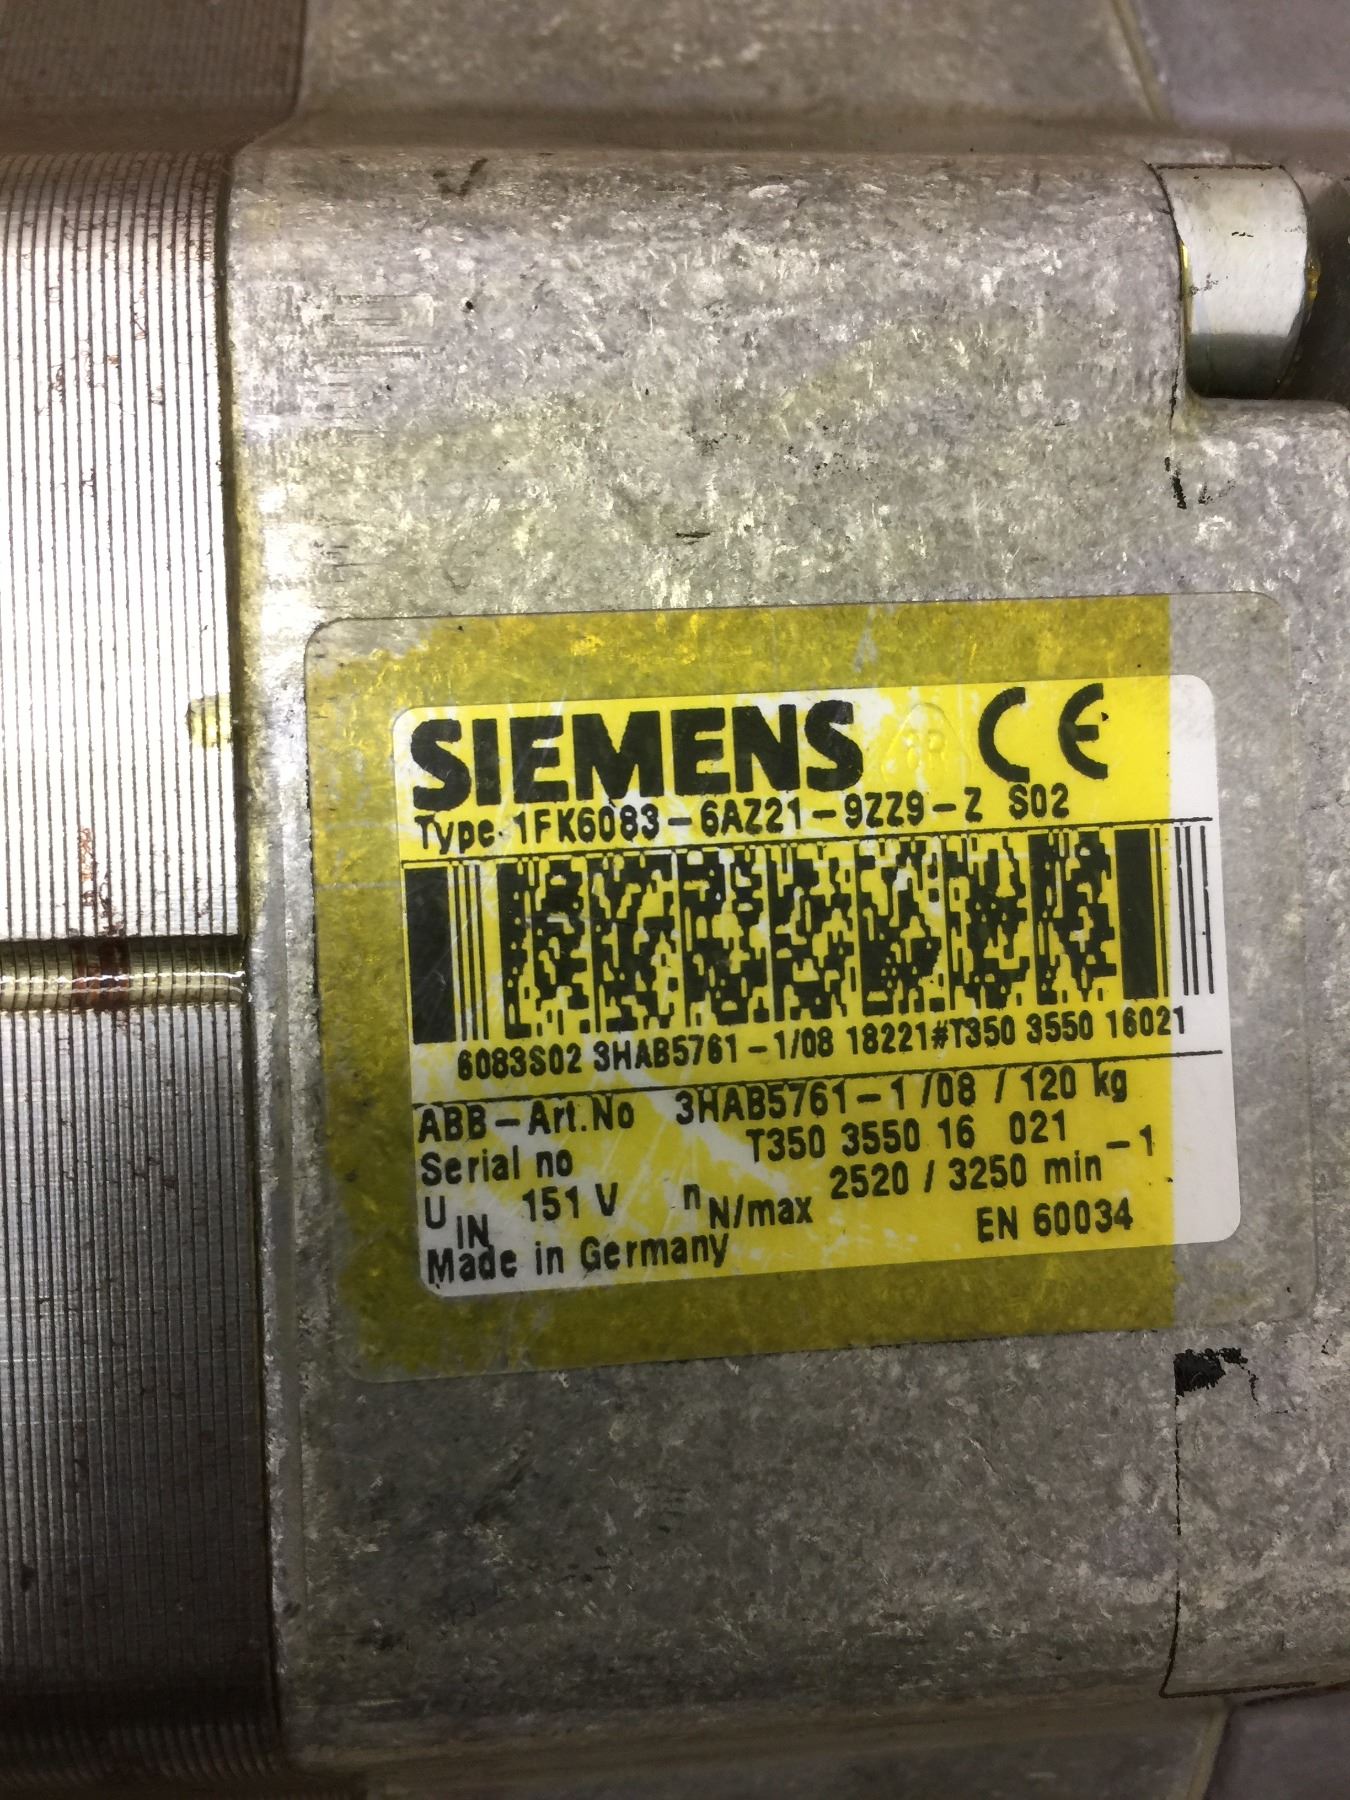 SIEMENS 6R CE
Type 1FK6083-6AZ21-9ZZ9-Z S02
6083S02 3HAB5761-1/08 18221#T350 3550 16021
ABB-Art.No 3HAB5761-1/08 / 120 kg
Serial no T350 3550 16 021
U IN 151 V n N/max 2520 / 3250 min -1
Made in Germany EN 60034